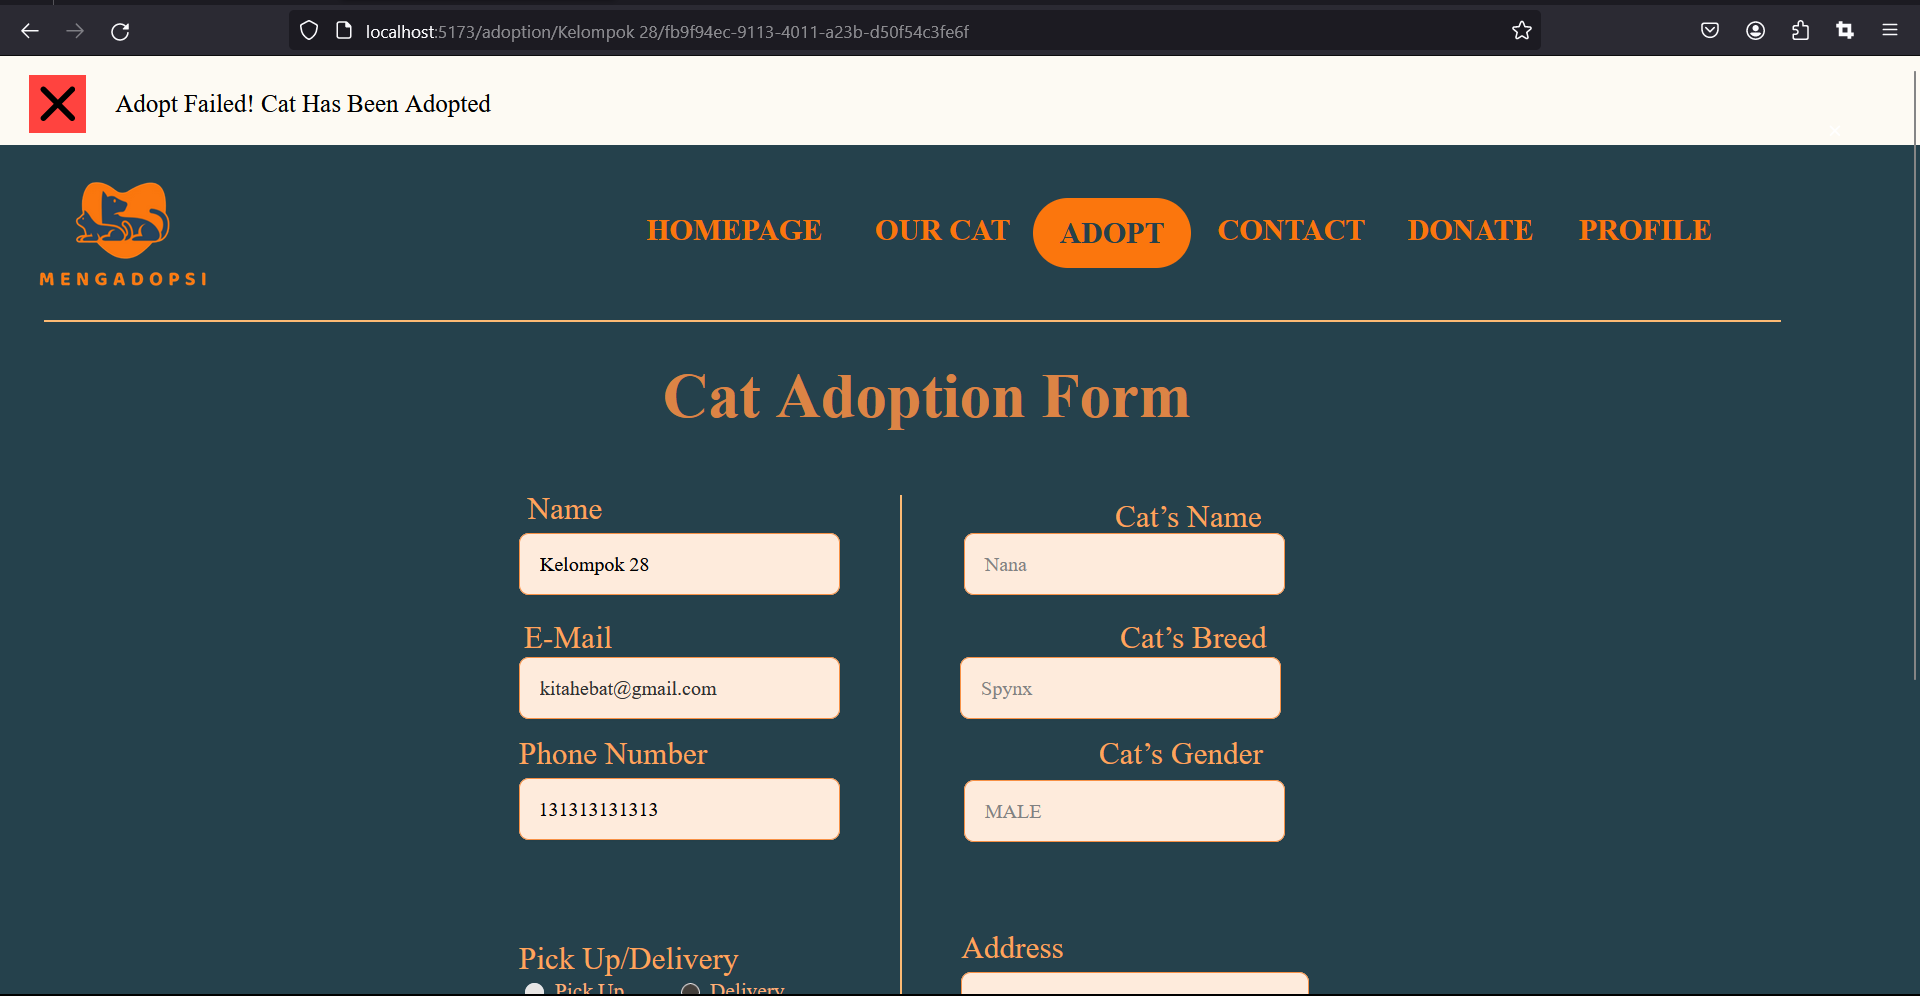 localhost:5173/adoption/Kelompok 28/fb9f94ec-9113-4011-a23b-d50f54c3fe6f
Adopt Failed! Cat Has Been Adopted
MENGADOPSI
HOMEPAGE OUR CAT ADOPT CONTACT DONATE PROFILE
Cat Adoption Form
Name
Kelompok 28
E-Mail
kitahebat@gmail.com
Phone Number
131313131313
Pick Up/Delivery
Pick Up Delivery
Cat’s Name
Nana
Cat’s Breed
Spynx
Cat’s Gender
MALE
Address